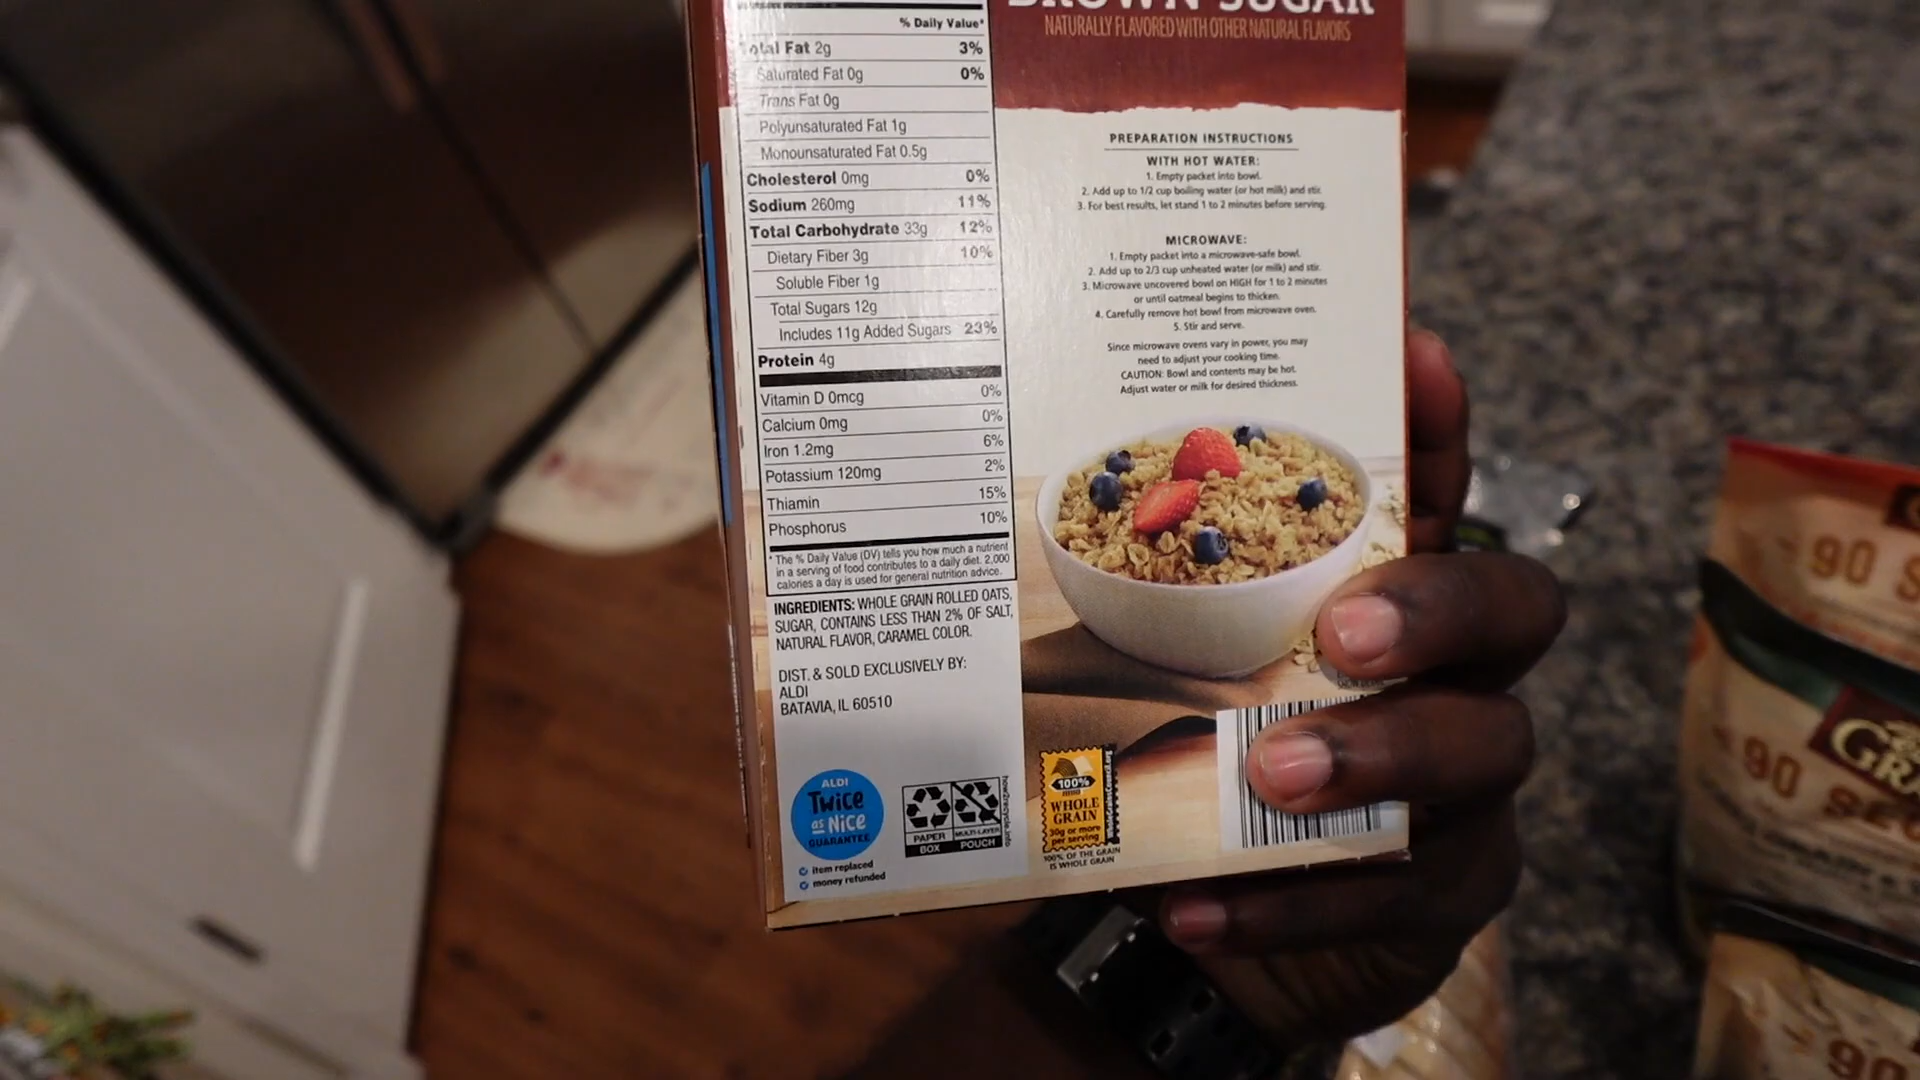 BROWN SUGAR
NATURALLY FLAVORED WITH OTHER NATURAL FLAVORS
% Daily Value*
Total Fat 2g 3%
Saturated Fat 0g 0%
Trans Fat 0g
Polyunsaturated Fat 1g
Monounsaturated Fat 0.5g
Cholesterol 0mg 0%
Sodium 260mg 11%
Total Carbohydrate 33g 12%
Dietary Fiber 3g 10%
Soluble Fiber 1g
Total Sugars 12g
Includes 11g Added Sugars 23%
Protein 4g
Vitamin D 0mcg 0%
Calcium 0mg 0%
Iron 1.2mg 6%
Potassium 120mg 2%
Thiamin 15%
Phosphorus 10%
* The % Daily Value (DV) tells you how much a nutrient
in a serving of food contributes to a daily diet. 2,000
calories a day is used for general nutrition advice.
INGREDIENTS: WHOLE GRAIN ROLLED OATS,
SUGAR, CONTAINS LESS THAN 2% OF SALT,
NATURAL FLAVOR, CARAMEL COLOR.
DIST. & SOLD EXCLUSIVELY BY:
ALDI
BATAVIA, IL 60510
ALDI
Twice
as Nice
GUARANTEE
item replaced
money refunded
PAPER
BOX
MULTI-LAYER
POUCH
how2recycle.info
PREPARATION INSTRUCTIONS
WITH HOT WATER:
1. Empty packet into bowl.
2. Add up to 1/2 cup boiling water (or hot milk) and stir.
3. For best results, let stand 1 to 2 minutes before serving.
MICROWAVE:
1. Empty packet into a microwave-safe bowl.
2. Add up to 2/3 cup unheated water (or milk) and stir.
3. Microwave uncovered bowl on HIGH for 1 to 2 minutes
or until oatmeal begins to thicken.
4. Carefully remove hot bowl from microwave oven.
5. Stir and serve.
Since microwave ovens vary in power, you may
need to adjust your cooking time.
CAUTION: Bowl and contents may be hot.
Adjust water or milk for desired thickness.
100%
WHOLE
GRAIN
30g or more
per serving
WholeGrainsCouncil.org
100% OF THE GRAIN
IS WHOLE GRAIN
90
90
90